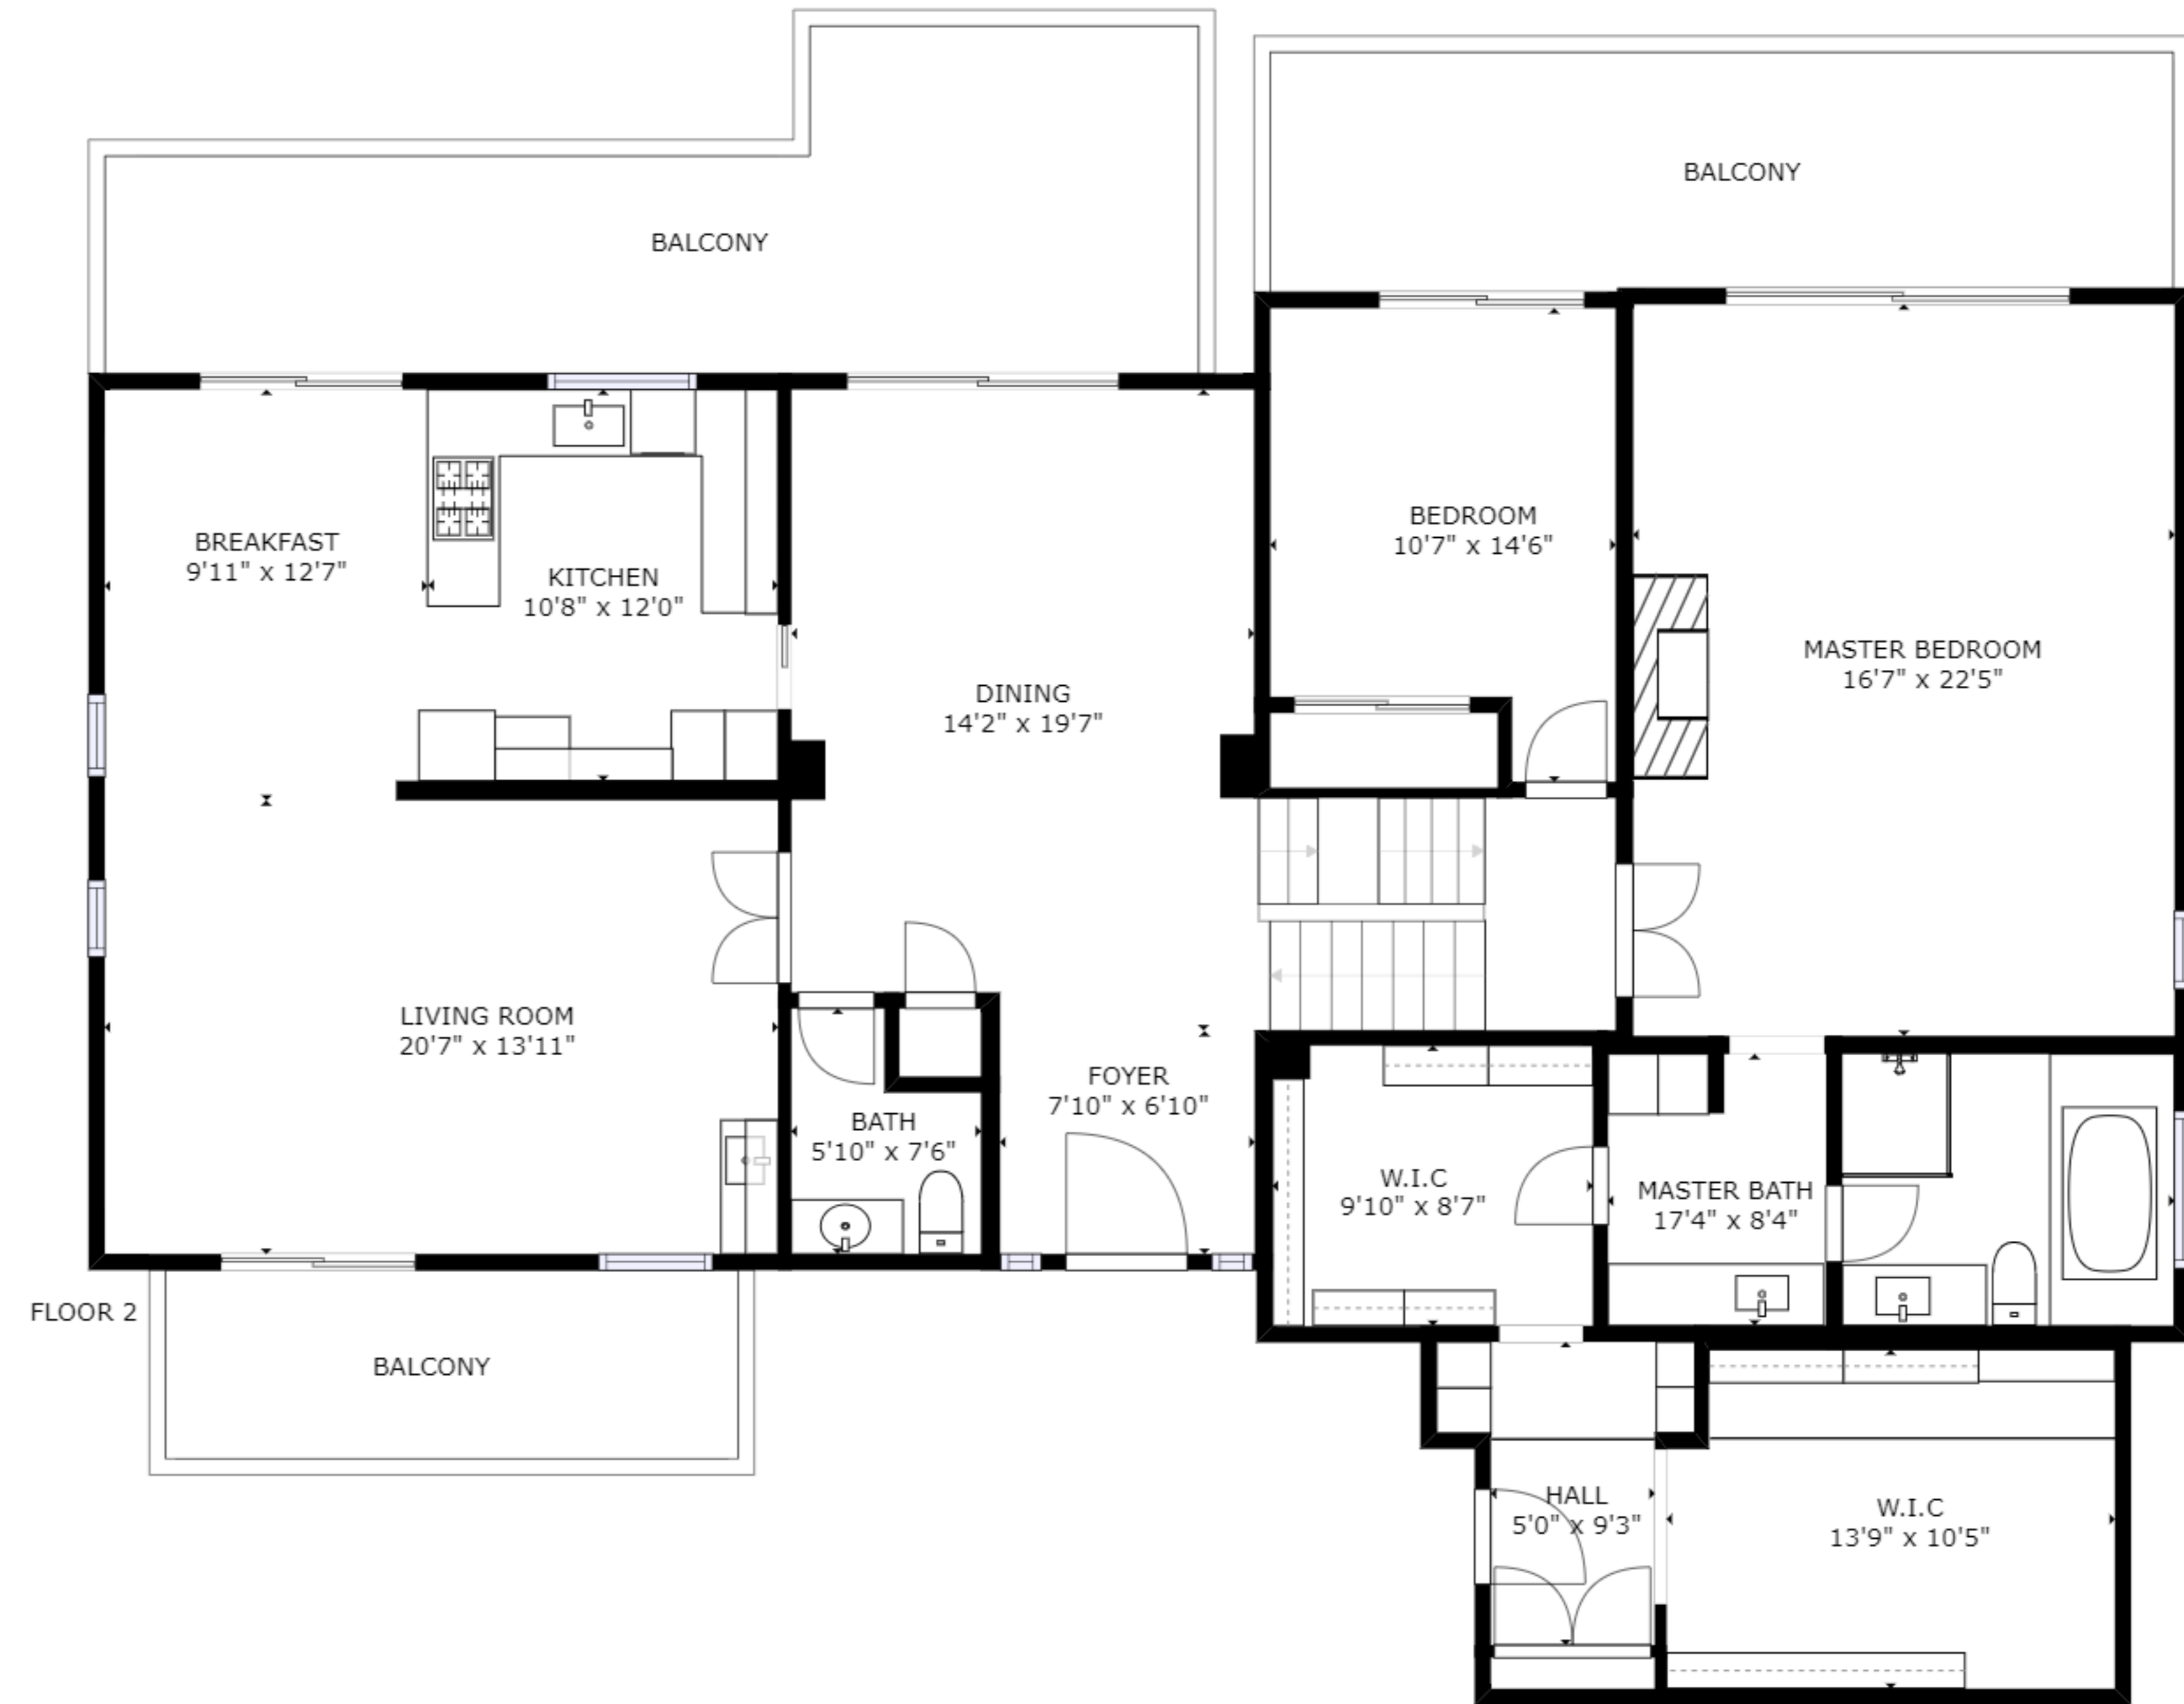 BALCONY
BALCONY
BREAKFAST
9'11" x 12'7"
KITCHEN
10'8" x 12'0"
BEDROOM
10'7" x 14'6"
DINING
14'2" x 19'7"
MASTER BEDROOM
16'7" x 22'5"
LIVING ROOM
20'7" x 13'11"
BATH
5'10" x 7'6"
FOYER
7'10" x 6'10"
W.I.C
9'10" x 8'7"
MASTER BATH
17'4" x 8'4"
FLOOR 2
BALCONY
HALL
5'0" x 9'3"
W.I.C
13'9" x 10'5"